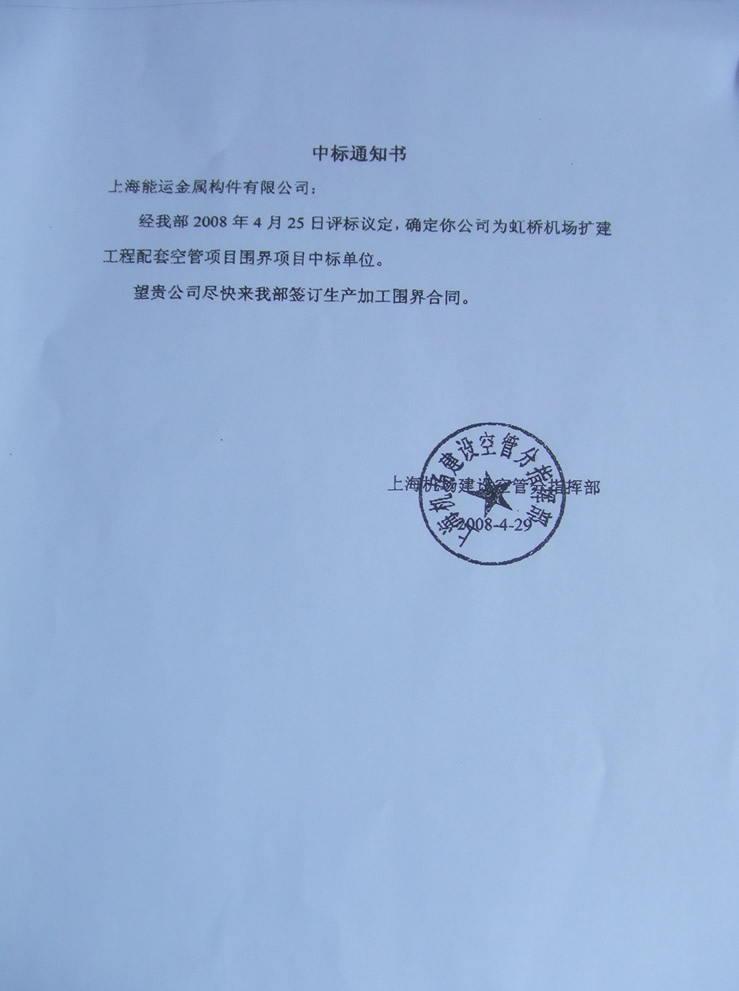 中标通知书
上海能运金属构件有限公司：
经我部 2008 年 4 月 25 日评标议定，确定你公司为虹桥机场扩建
工程配套空管项目围界项目中标单位。
望贵公司尽快来我部签订生产加工围界合同。
上海机场建设空管分指挥部
上海机场建设空管分指挥部
2008-4-29